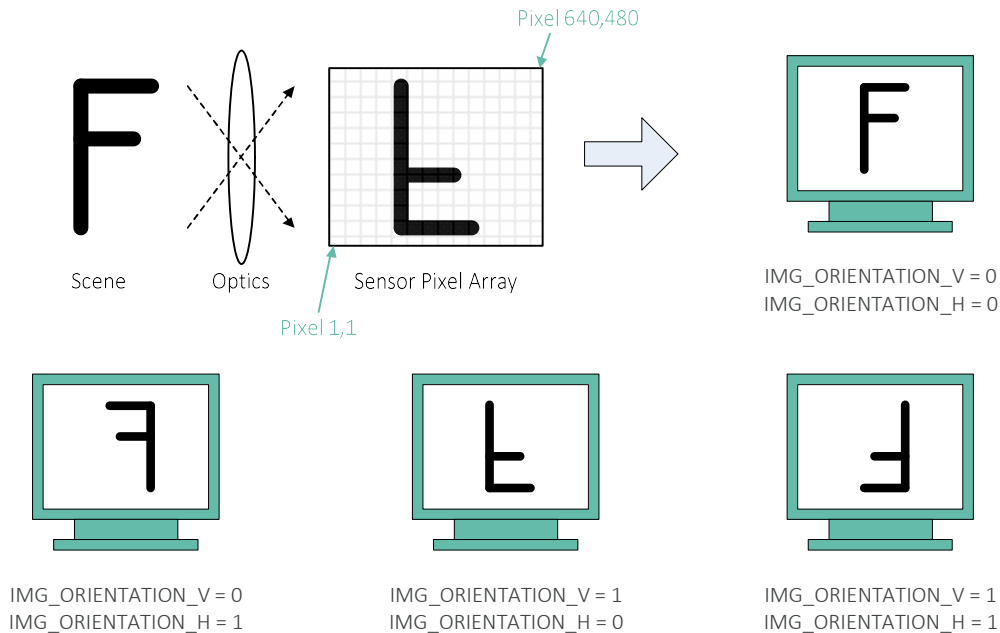 Pixel 640,480
F
F
Scene
Optics
Sensor Pixel Array
IMG_ORIENTATION_V = 0
IMG_ORIENTATION_H = 0
Pixel 1,1
IMG_ORIENTATION_V = 0
IMG_ORIENTATION_H = 1
IMG_ORIENTATION_V = 1
IMG_ORIENTATION_H = 0
IMG_ORIENTATION_V = 1
IMG_ORIENTATION_H = 1